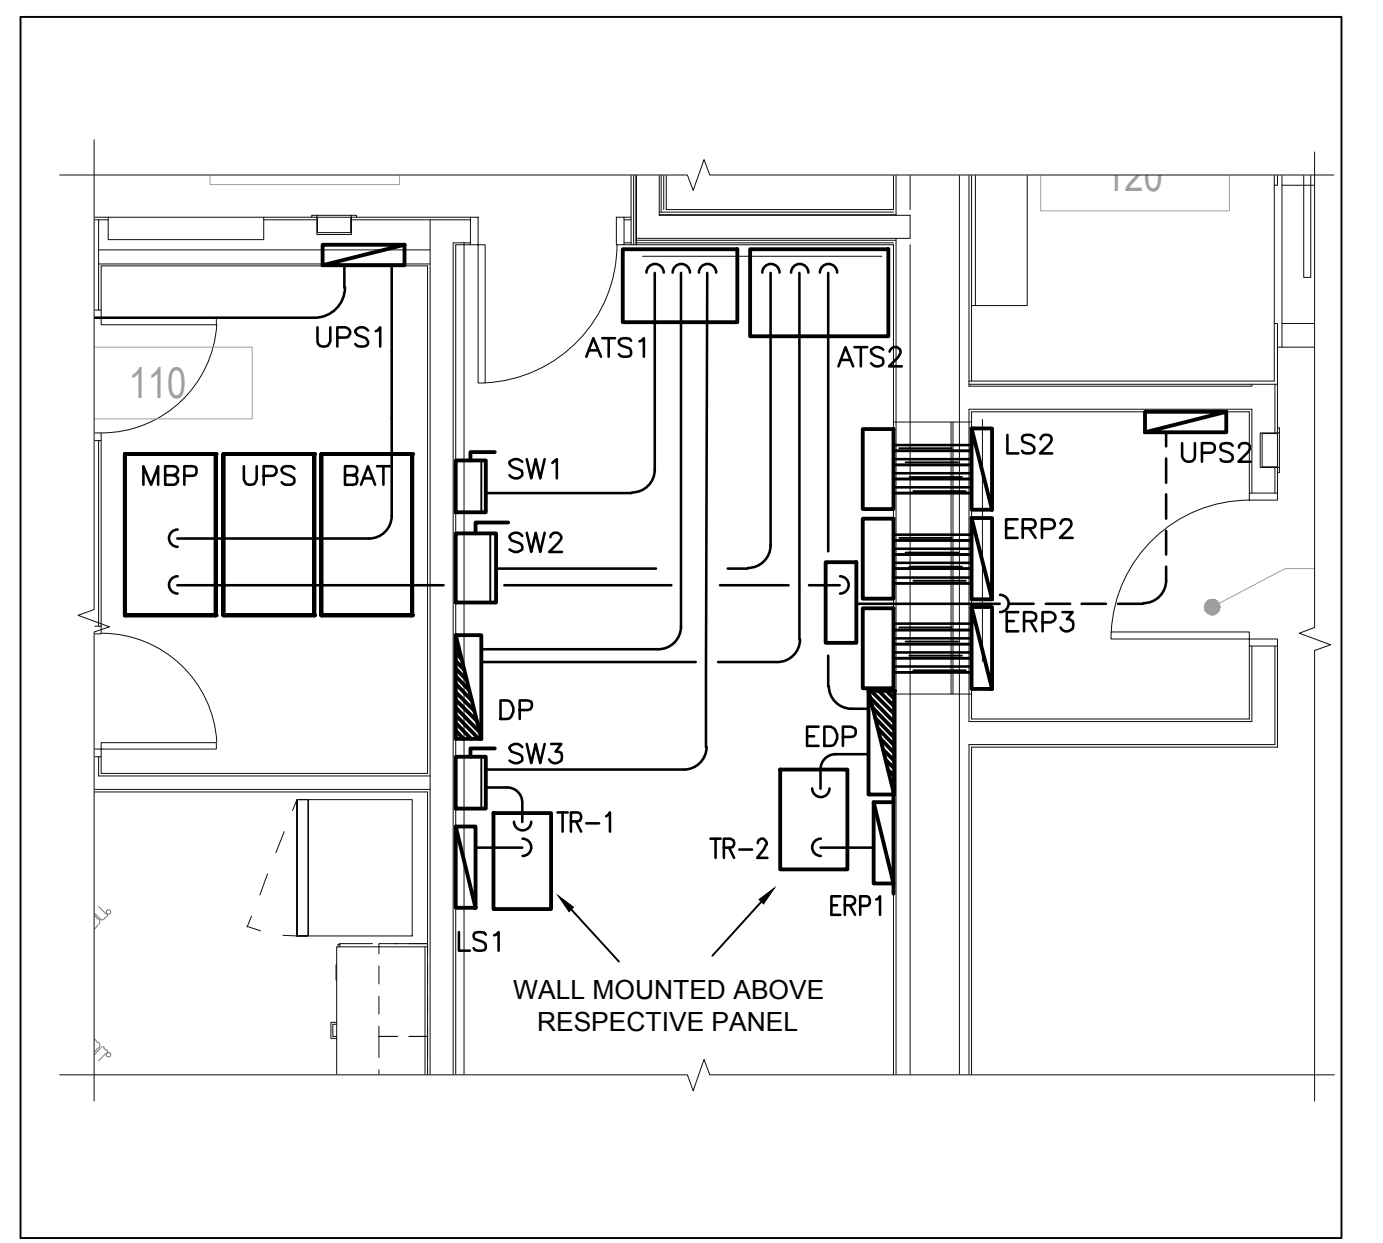 120
UPS1
ATS1
ATS2
110
LS2
UPS2
MBP
UPS
BAT
SW1
ERP2
SW2
ERP3
DP
EDP
SW3
TR-1
TR-2
ERP1
LS1
WALL MOUNTED ABOVE
RESPECTIVE PANEL